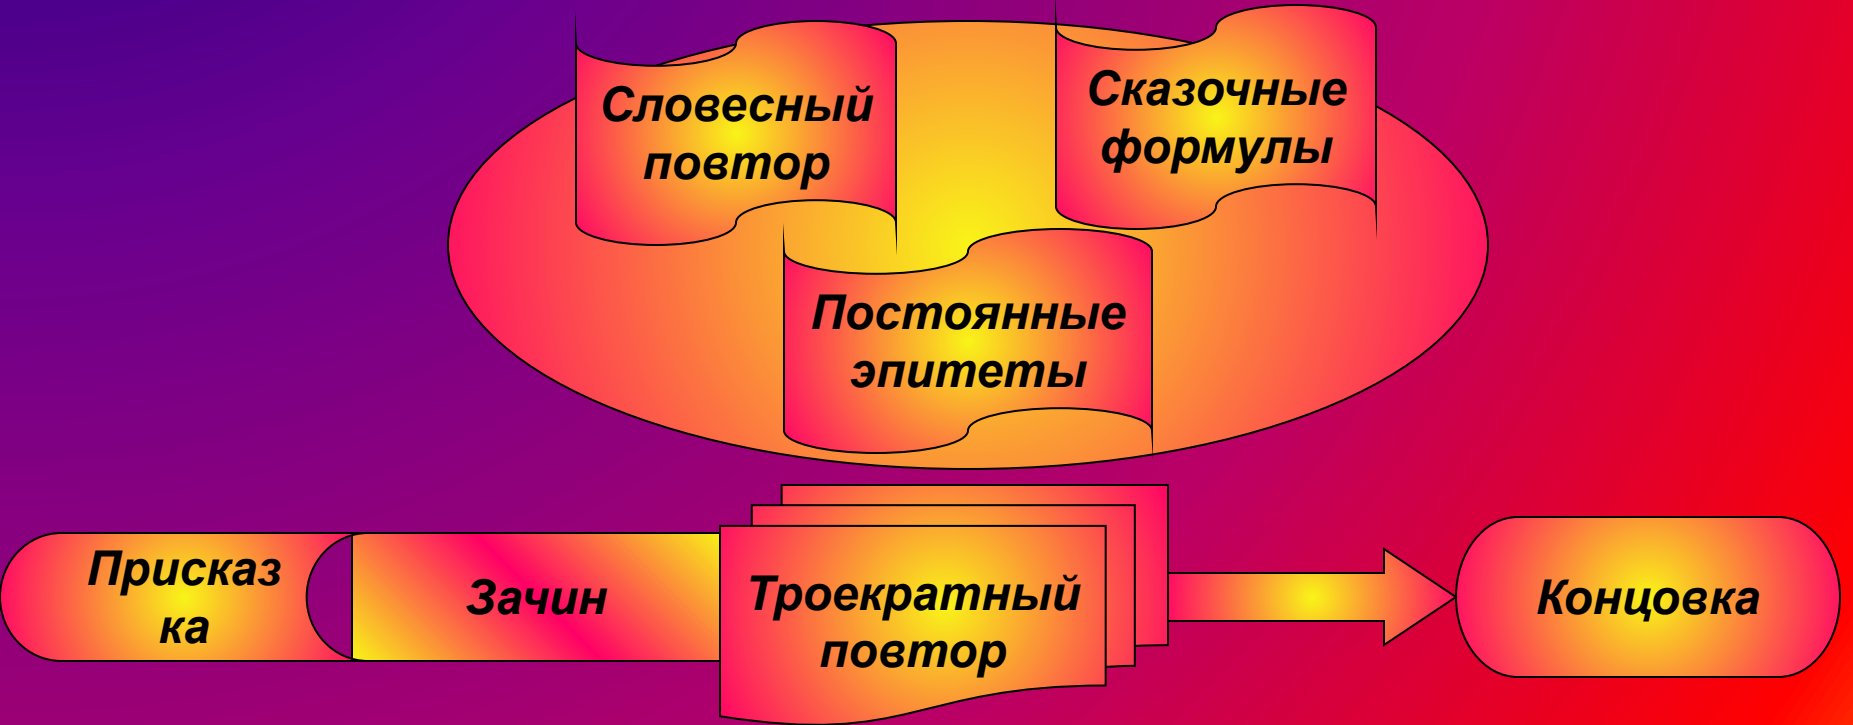 Словесный
повтор
Сказочные
формулы
Постоянные
эпитеты
Присказ
ка
Зачин
Троекратный
повтор
Концовка